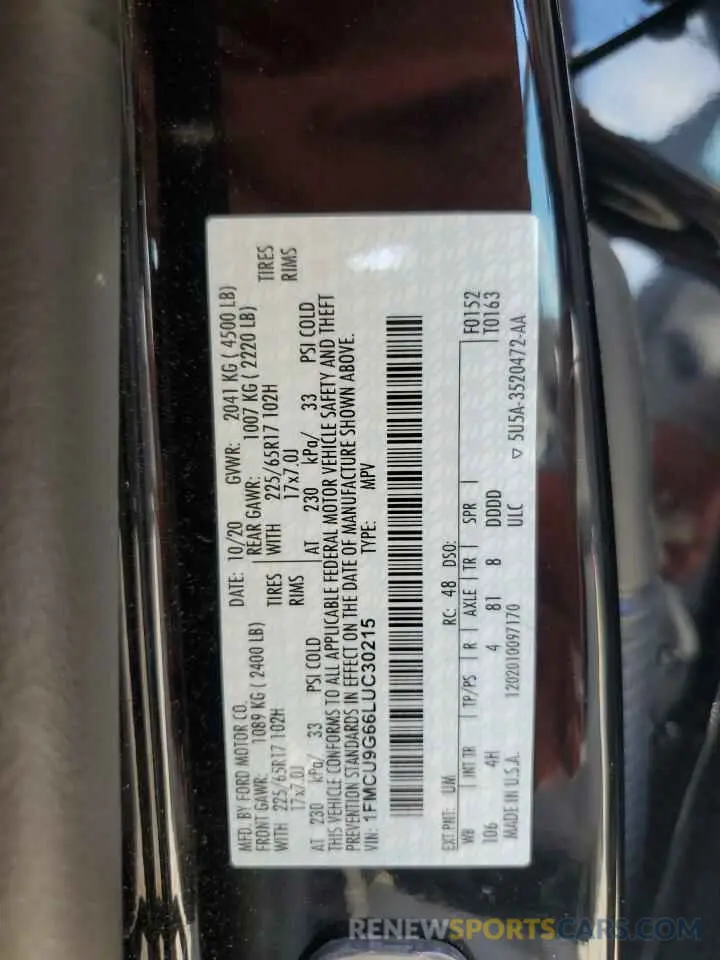 MFD. BY FORD MOTOR CO.
DATE: 10/20 GVWR: 2041 KG ( 4500 LB)
FRONT GAWR: 1089 KG ( 2400 LB)
REAR GAWR: 1007 KG ( 2220 LB)
WITH 225/65R17 102H TIRES
WITH 225/65R17 102H TIRES
17x7.0J RIMS
17x7.0J RIMS
AT 230 kPa/ 33 PSI COLD
AT 230 kPa/ 33 PSI COLD
THIS VEHICLE CONFORMS TO ALL APPLICABLE FEDERAL MOTOR VEHICLE SAFETY AND THEFT
PREVENTION STANDARDS IN EFFECT ON THE DATE OF MANUFACTURE SHOWN ABOVE.
VIN: 1FMCU9G66LUC30215 TYPE: MPV
EXT PNT: UM RC: 48 DSO:
WB INT TR TP/PS R AXLE TR SPR F0152
106 4H 4 81 8 DDDD T0163
MADE IN U.S.A. 1202010097170 ULC ▽ 5U5A-3520472-AA
RENEWSPORTSCARS.COM